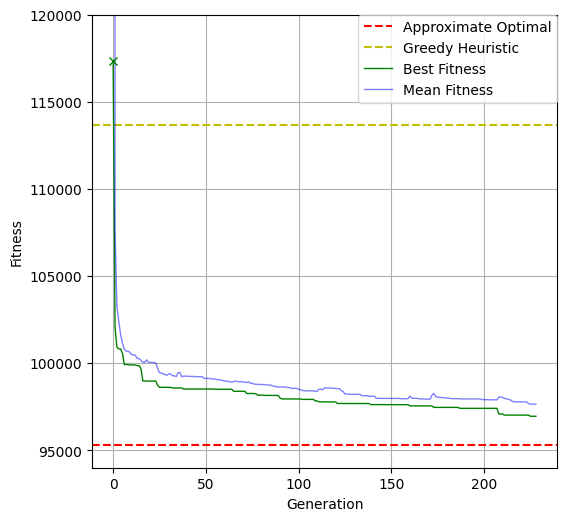 120000
115000
110000
105000
100000
95000
Fitness
0
50
100
150
200
Generation
Approximate Optimal
Greedy Heuristic
Best Fitness
Mean Fitness